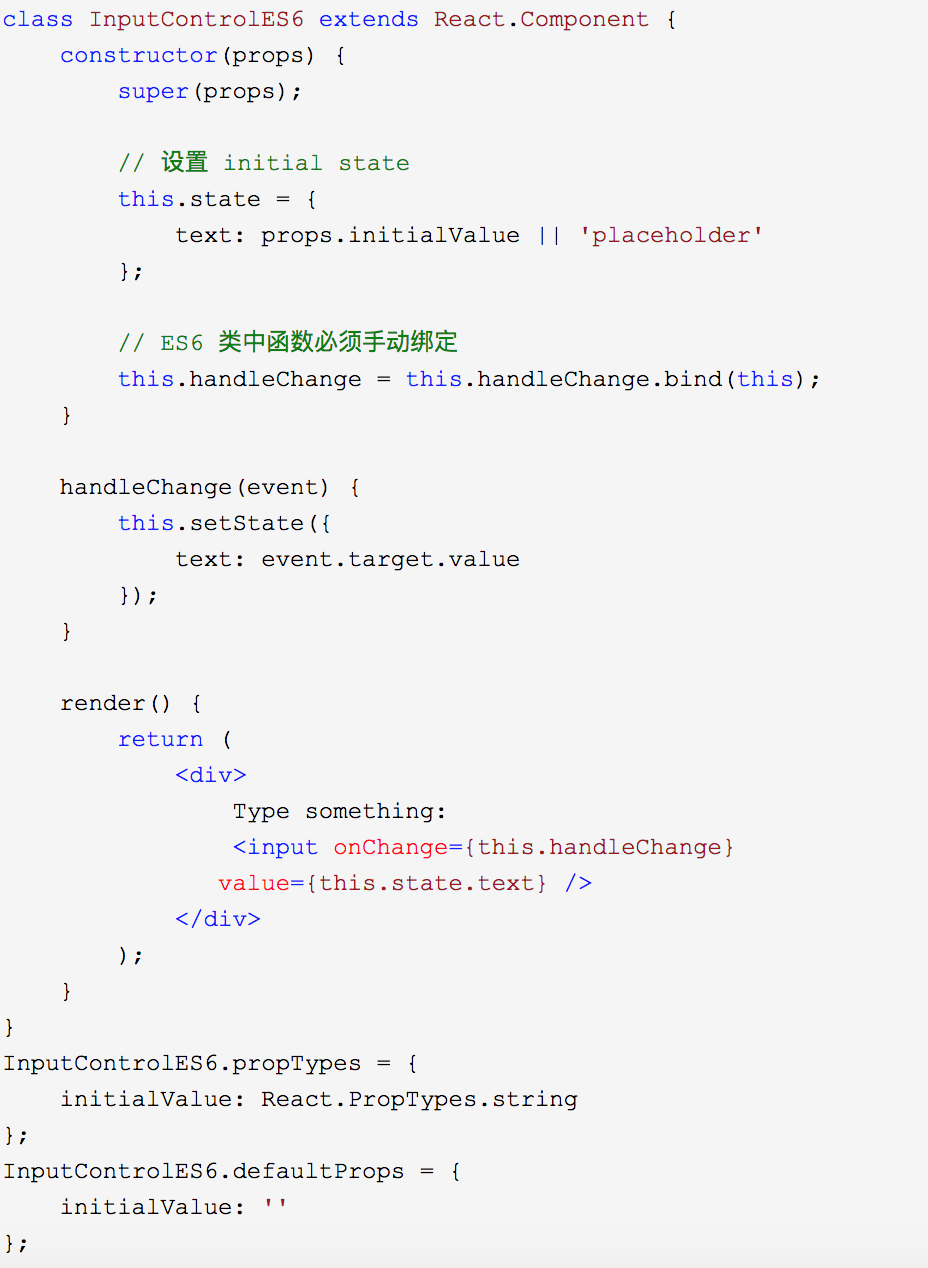 class InputControlES6 extends React.Component {
    constructor(props) {
        super(props);

        // 设置 initial state
        this.state = {
            text: props.initialValue || 'placeholder'
        };

        // ES6 类中函数必须手动绑定
        this.handleChange = this.handleChange.bind(this);
    }

    handleChange(event) {
        this.setState({
            text: event.target.value
        });
    }

    render() {
        return (
            <div>
                Type something:
                <input onChange={this.handleChange}
               value={this.state.text} />
            </div>
        );
    }
}
InputControlES6.propTypes = {
    initialValue: React.PropTypes.string
};
InputControlES6.defaultProps = {
    initialValue: ''
};